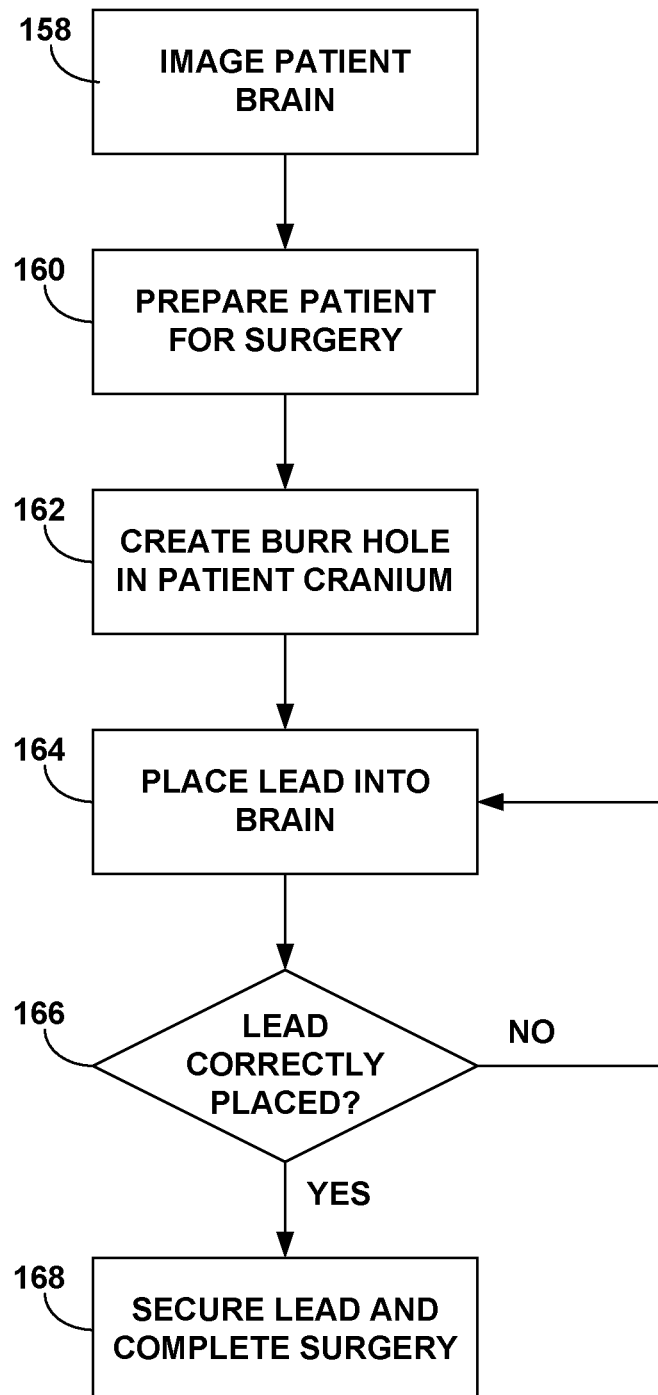 158
IMAGE PATIENT
BRAIN
160
PREPARE PATIENT
FOR SURGERY
162
CREATE BURR HOLE
IN PATIENT CRANIUM
164
PLACE LEAD INTO
BRAIN
166
LEAD
CORRECTLY
PLACED?
NO
YES
168
SECURE LEAD AND
COMPLETE SURGERY